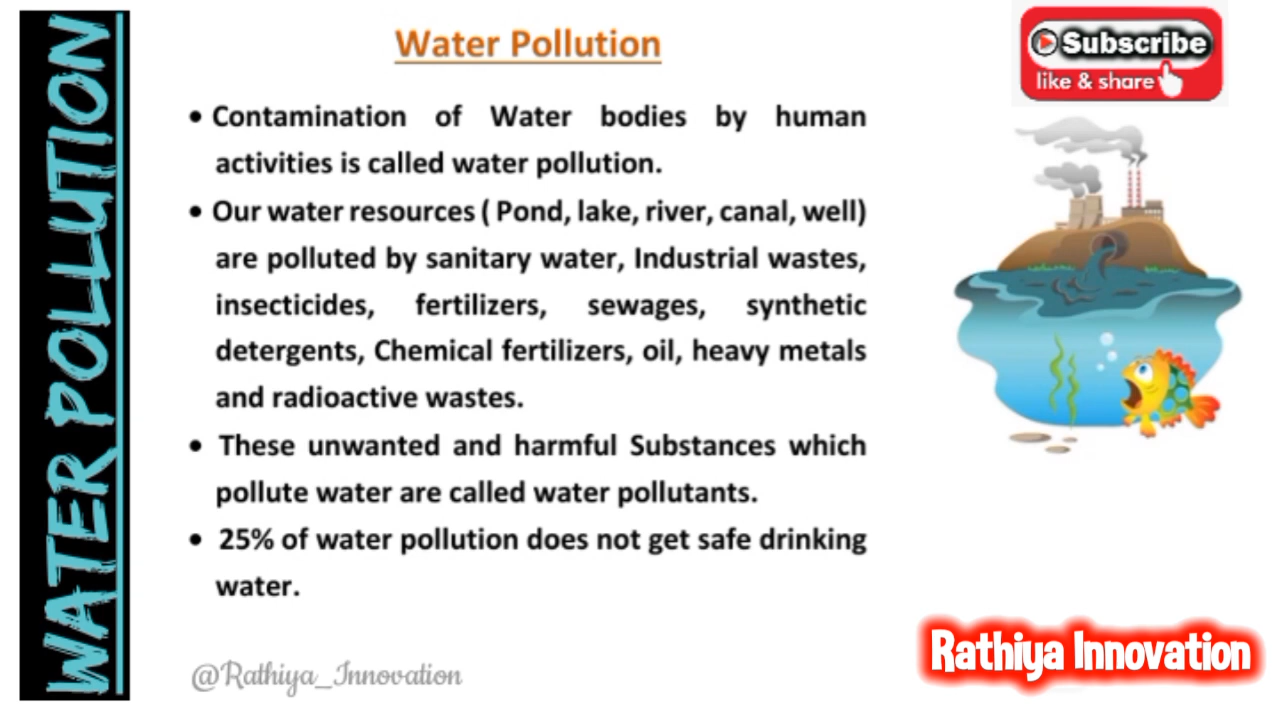 WATER POLLUTION
Water Pollution
• Contamination of Water bodies by human
activities is called water pollution.
• Our water resources ( Pond, lake, river, canal, well)
are polluted by sanitary water, Industrial wastes,
insecticides, fertilizers, sewages, synthetic
detergents, Chemical fertilizers, oil, heavy metals
and radioactive wastes.
• These unwanted and harmful Substances which
pollute water are called water pollutants.
• 25% of water pollution does not get safe drinking
water.
@Rathiya_Innovation
Subscribe
like & share
Rathiya Innovation